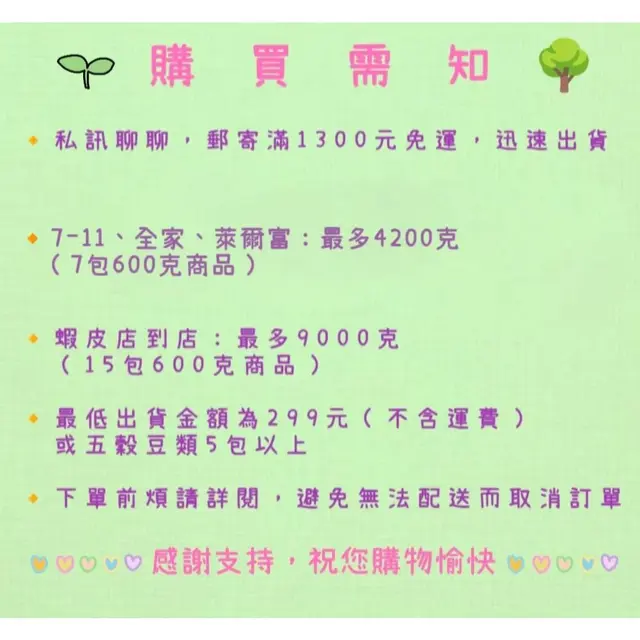 購買需知
私訊聊聊，郵寄滿1300元免運，迅速出貨
7-11、全家、萊爾富：最多4200克
（7包600克商品）
蝦皮店到店：最多9000克
（15包600克商品）
最低出貨金額為299元（不含運費）
或五穀豆類5包以上
下單前煩請詳閱，避免無法配送而取消訂單
感謝支持，祝您購物愉快